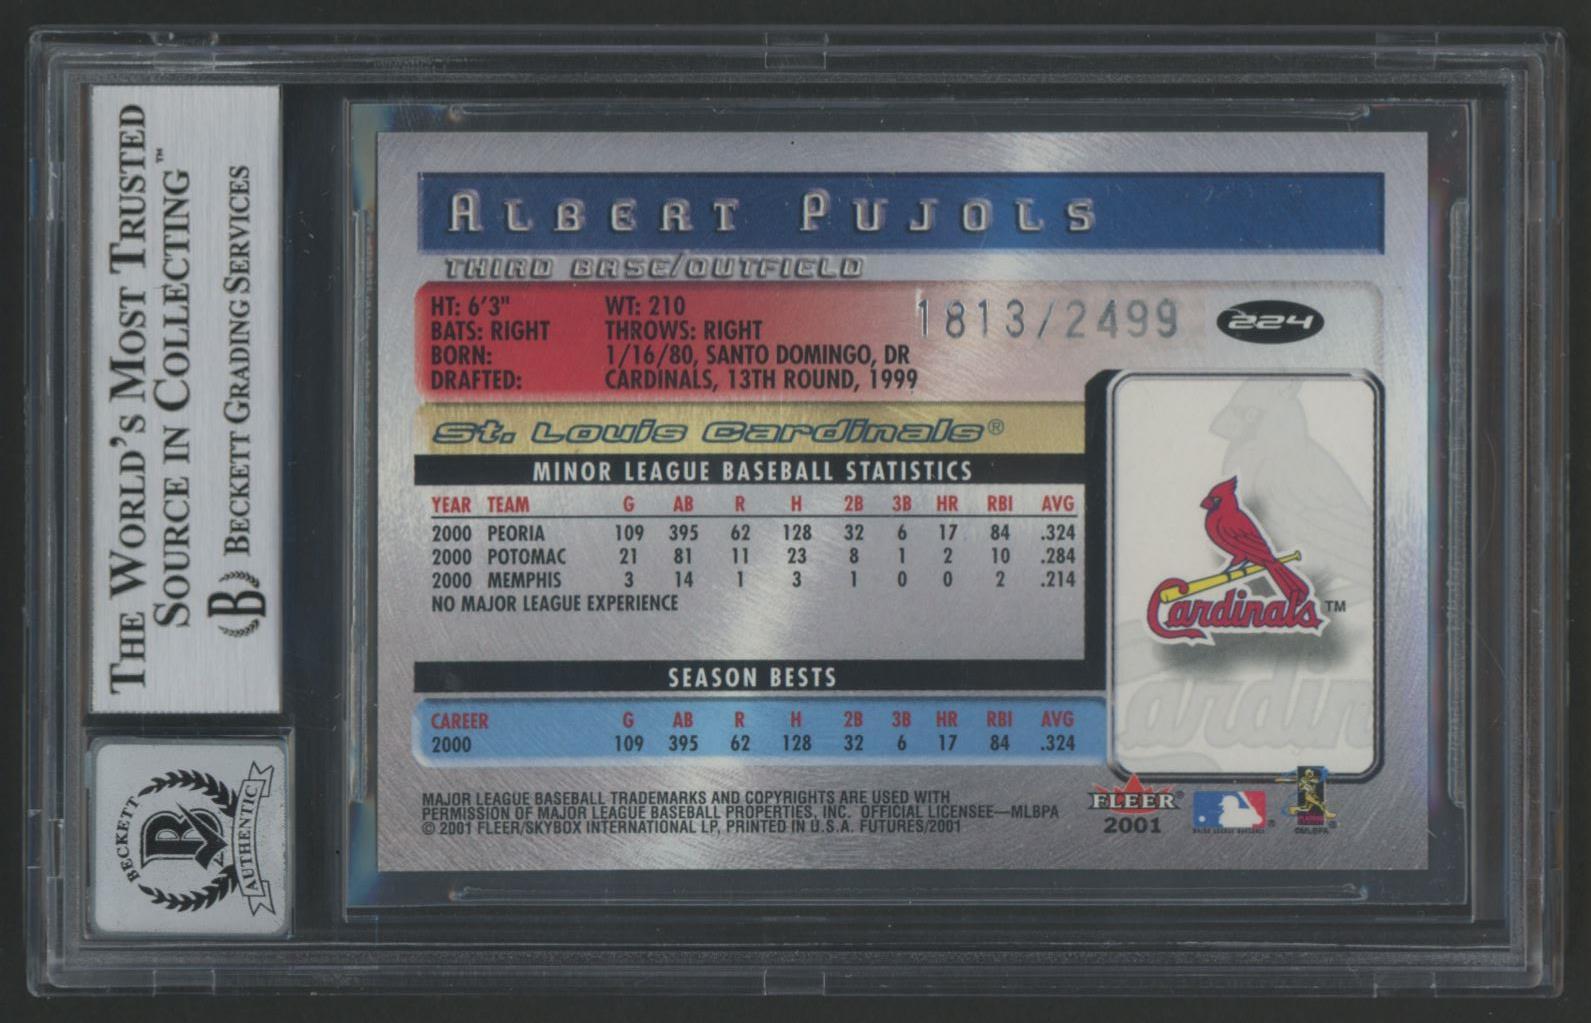 THE WORLD'S MOST TRUSTED
SOURCE IN COLLECTING™
B BECKETT GRADING SERVICES
BECKETT
B
AUTHENTIC
ALBERT PUJOLS
THIRD BASE/OUTFIELD
HT: 6'3" WT: 210
BATS: RIGHT THROWS: RIGHT
BORN: 1/16/80, SANTO DOMINGO, DR
DRAFTED: CARDINALS, 13TH ROUND, 1999
1813/2499
224
St. Louis Cardinals®
MINOR LEAGUE BASEBALL STATISTICS
YEAR TEAM G AB R H 2B 3B HR RBI AVG
2000 PEORIA 109 395 62 128 32 6 17 84 .324
2000 POTOMAC 21 81 11 23 8 1 2 10 .284
2000 MEMPHIS 3 14 1 3 1 0 0 2 .214
NO MAJOR LEAGUE EXPERIENCE
SEASON BESTS
CAREER G AB R H 2B 3B HR RBI AVG
2000 109 395 62 128 32 6 17 84 .324
Cardinals™
Cardin
MAJOR LEAGUE BASEBALL TRADEMARKS AND COPYRIGHTS ARE USED WITH
PERMISSION OF MAJOR LEAGUE BASEBALL PROPERTIES, INC. OFFICIAL LICENSEE—MLBPA
© 2001 FLEER/SKYBOX INTERNATIONAL LP, PRINTED IN U.S.A. FUTURES/2001
FLEER®
2001
MAJOR LEAGUE BASEBALL®
©MLBPA®